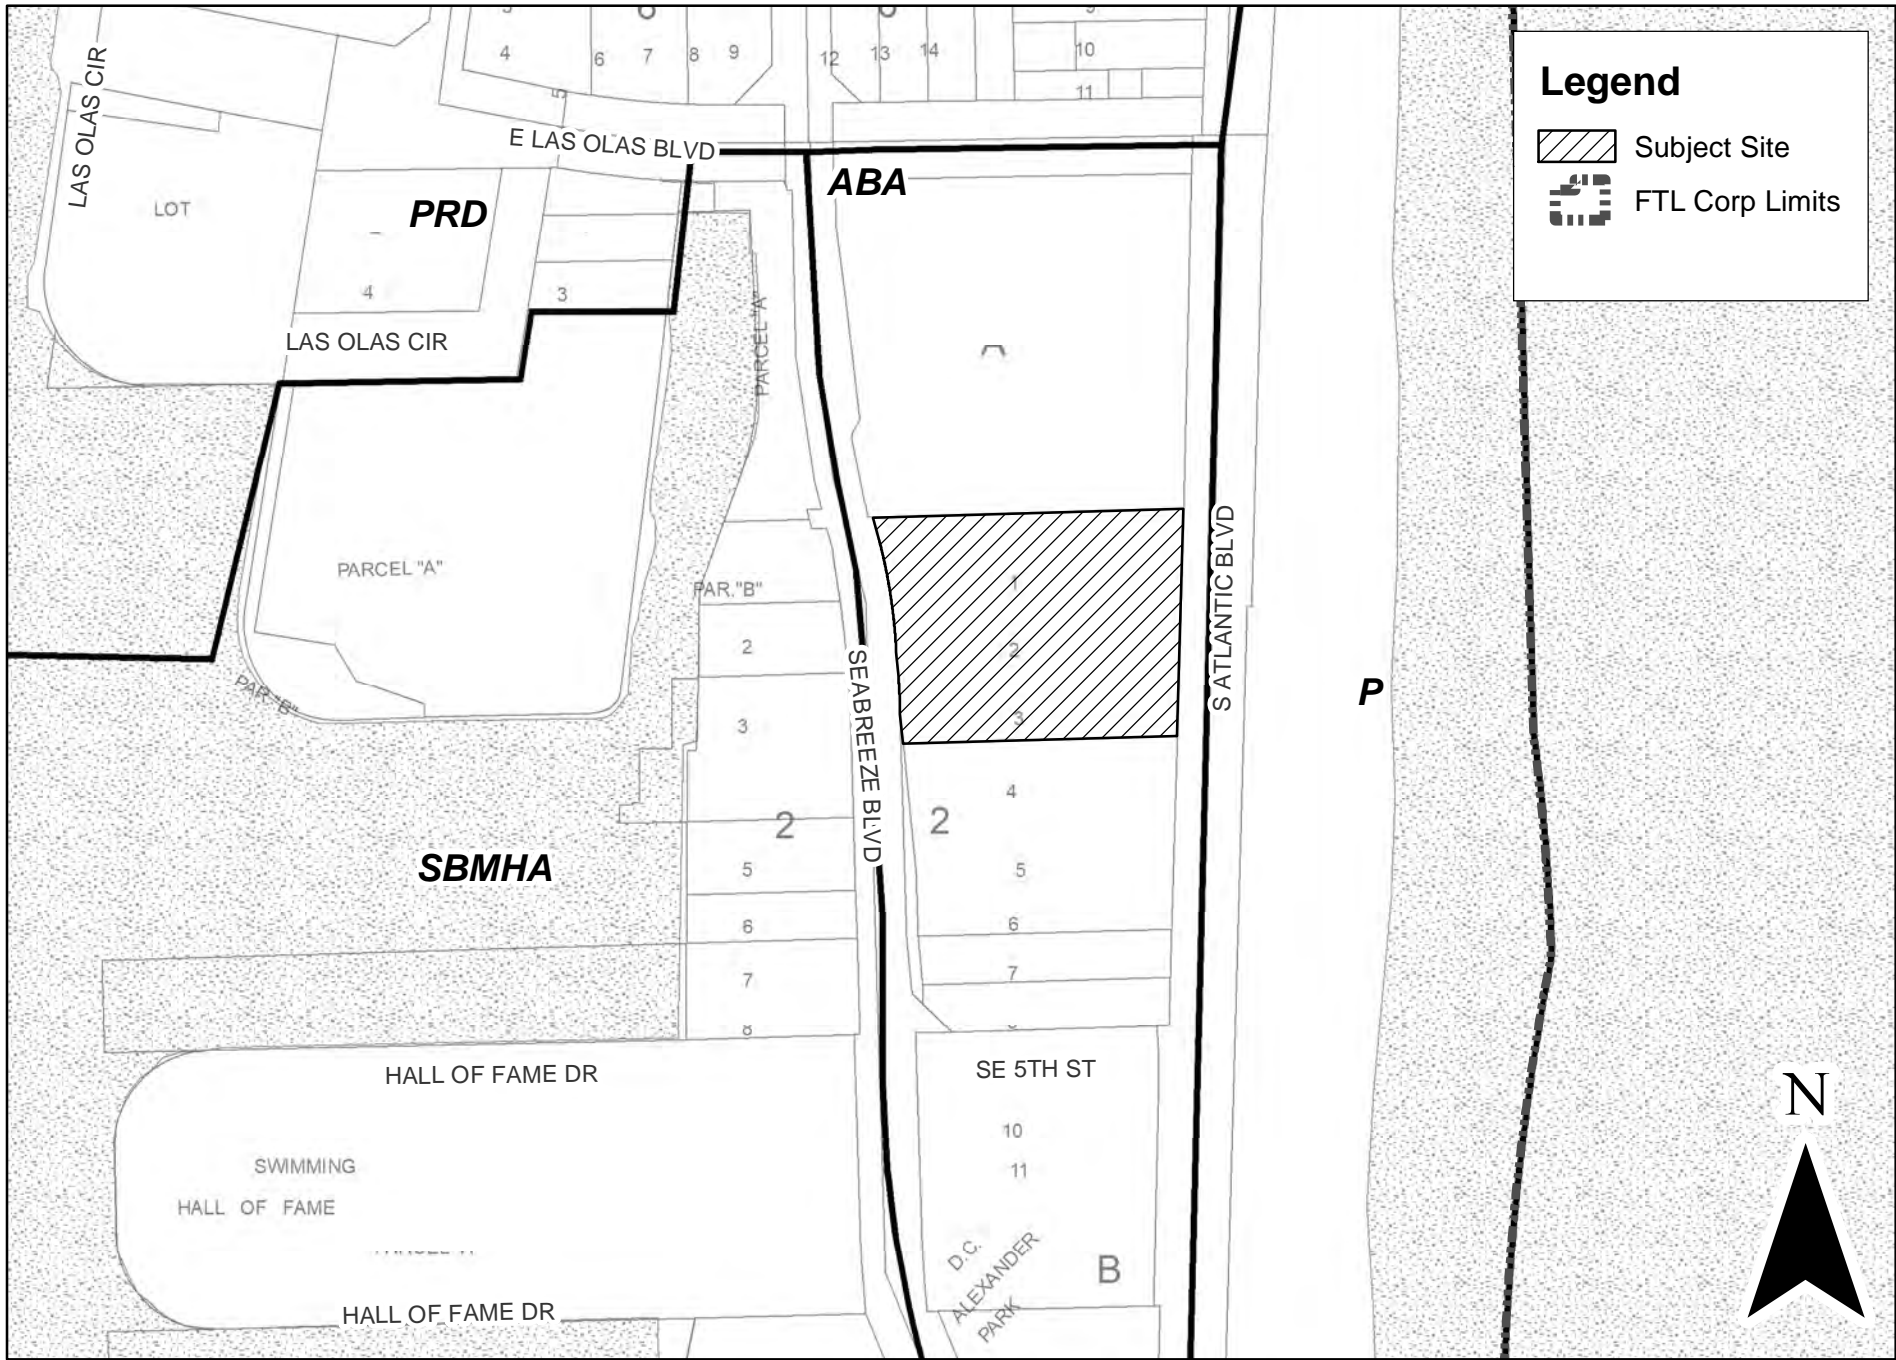 4
6
7
8
9
12
13
14
10
11
5
LAS OLAS CIR
E LAS OLAS BLVD
ABA
PRD
LOT
4
3
LAS OLAS CIR
PARCEL "A"
PARCEL "A"
PAR. "B"
PAR."B"
2
3
2
5
6
7
8
SEABREEZE BLVD
1
2
3
4
2
5
6
7
S ATLANTIC BLVD
P
SBMHA
HALL OF FAME DR
SWIMMING
HALL OF FAME
HALL OF FAME DR
SE 5TH ST
10
11
D.C.
ALEXANDER
PARK
B
Legend
Subject Site
FTL Corp Limits
N